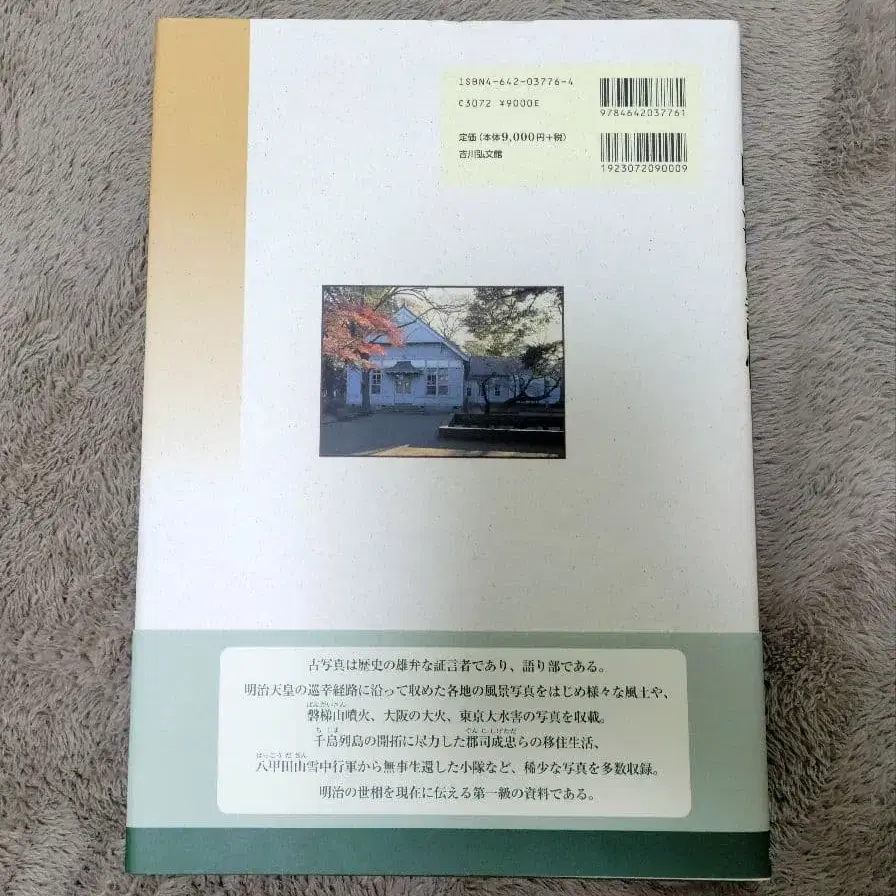 ISBN4-642-03776-4
C3072 ¥9000E
9784642037761
定価(本体9,000円+税)
吉川弘文館
1923072090009
古写真は歴史の雄弁な証言者であり、語り部である。
明治天皇の巡幸経路に沿って収めた各地の風景写真をはじめ様々な風土や、
ばんだいさん
磐梯山噴火、大阪の大火、東京大水害の写真を収載。
ちしま ぐんじしげただ
千島列島の開拓に尽力した郡司成忠らの移住生活、
はっこうださん
八甲田山雪中行軍から無事生還した小隊など、稀少な写真を多数収録。
明治の世相を現在に伝える第一級の資料である。